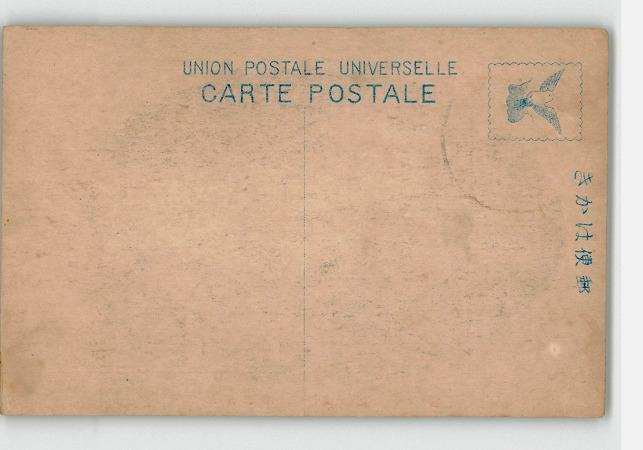 UNION POSTALE UNIVERSELLE
CARTE POSTALE
きかは便郵